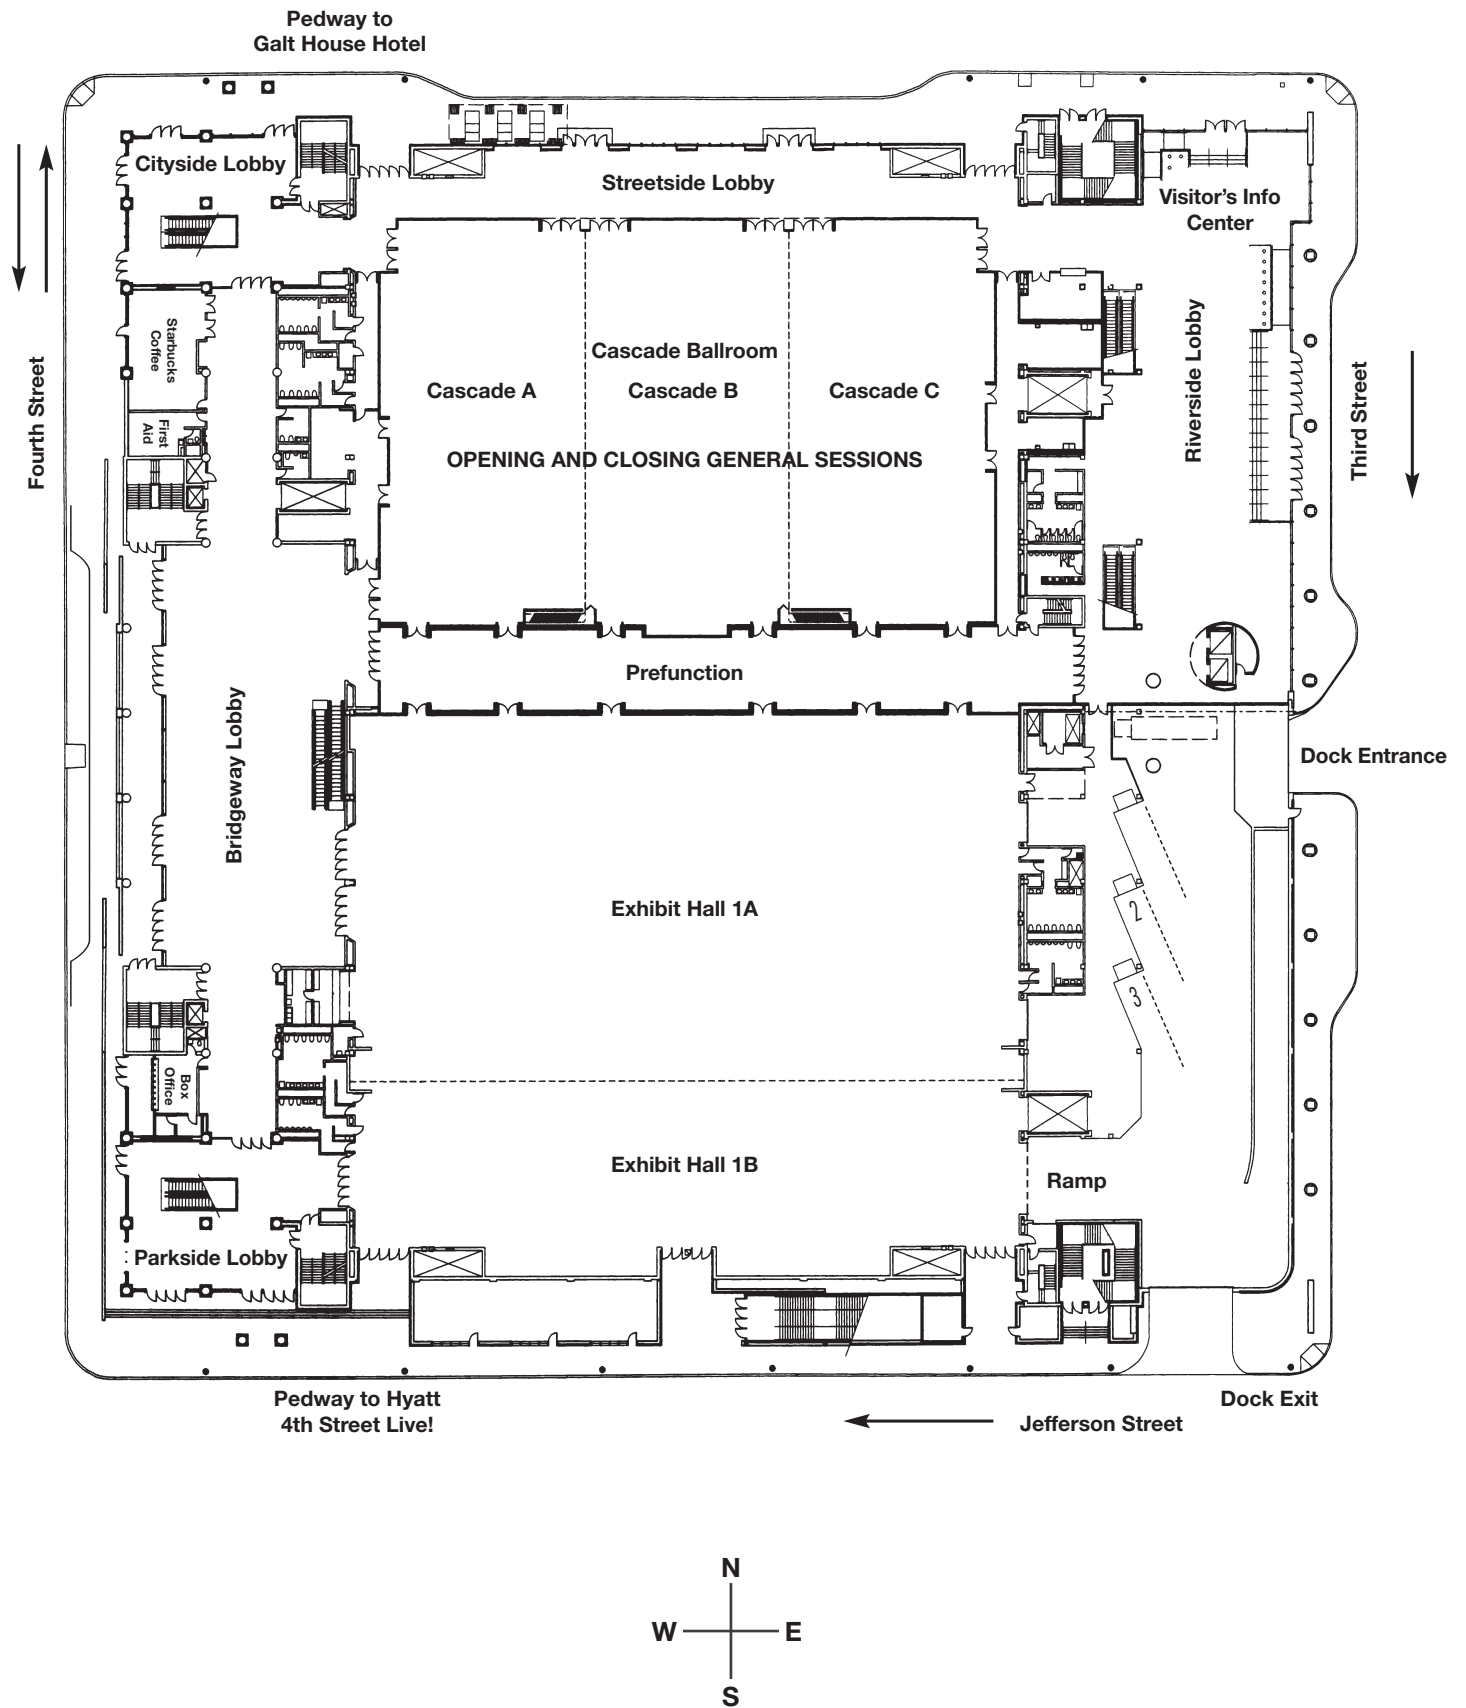 Pedway to
Galt House Hotel
Cityside Lobby
Streetside Lobby
Visitor's Info
Center
Starbucks
Coffee
First
Aid
Fourth Street
Cascade Ballroom
Cascade A
Cascade B
Cascade C
OPENING AND CLOSING GENERAL SESSIONS
Riverside Lobby
Third Street
Prefunction
Bridgeway Lobby
Dock Entrance
Exhibit Hall 1A
2
3
Box
Office
Exhibit Hall 1B
Ramp
Parkside Lobby
Pedway to Hyatt
4th Street Live!
Dock Exit
Jefferson Street
N
W
E
S